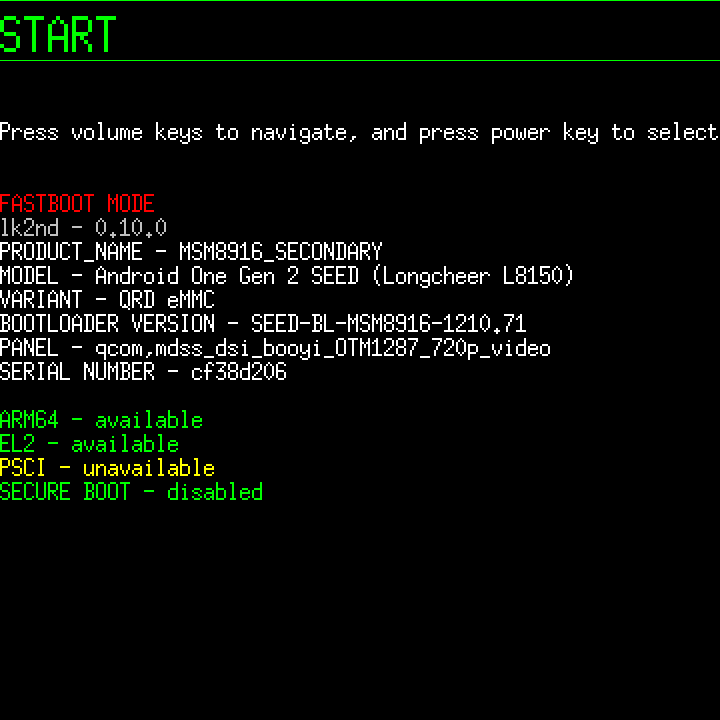 START
Press volume keys to navigate, and press power key to select
FASTBOOT MODE
lk2nd - 0.10.0
PRODUCT_NAME - MSM8916_SECONDARY
MODEL - Android One Gen 2 SEED (Longcheer L8150)
VARIANT - QRD eMMC
BOOTLOADER VERSION - SEED-BL-MSM8916-1210.71
PANEL - qcom,mdss_dsi_booyi_OTM1287_720p_video
SERIAL NUMBER - cf38d206
ARM64 - available
EL2 - available
PSCI - unavailable
SECURE BOOT - disabled